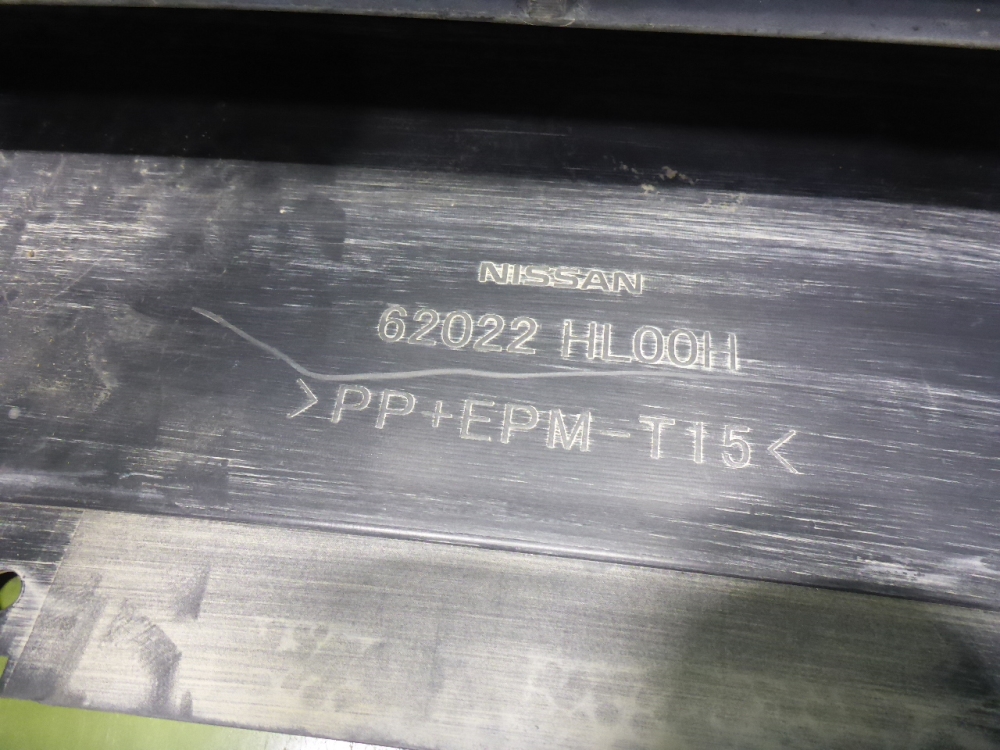 NISSAN
62022 HL00H
>PP+EPM-T15<